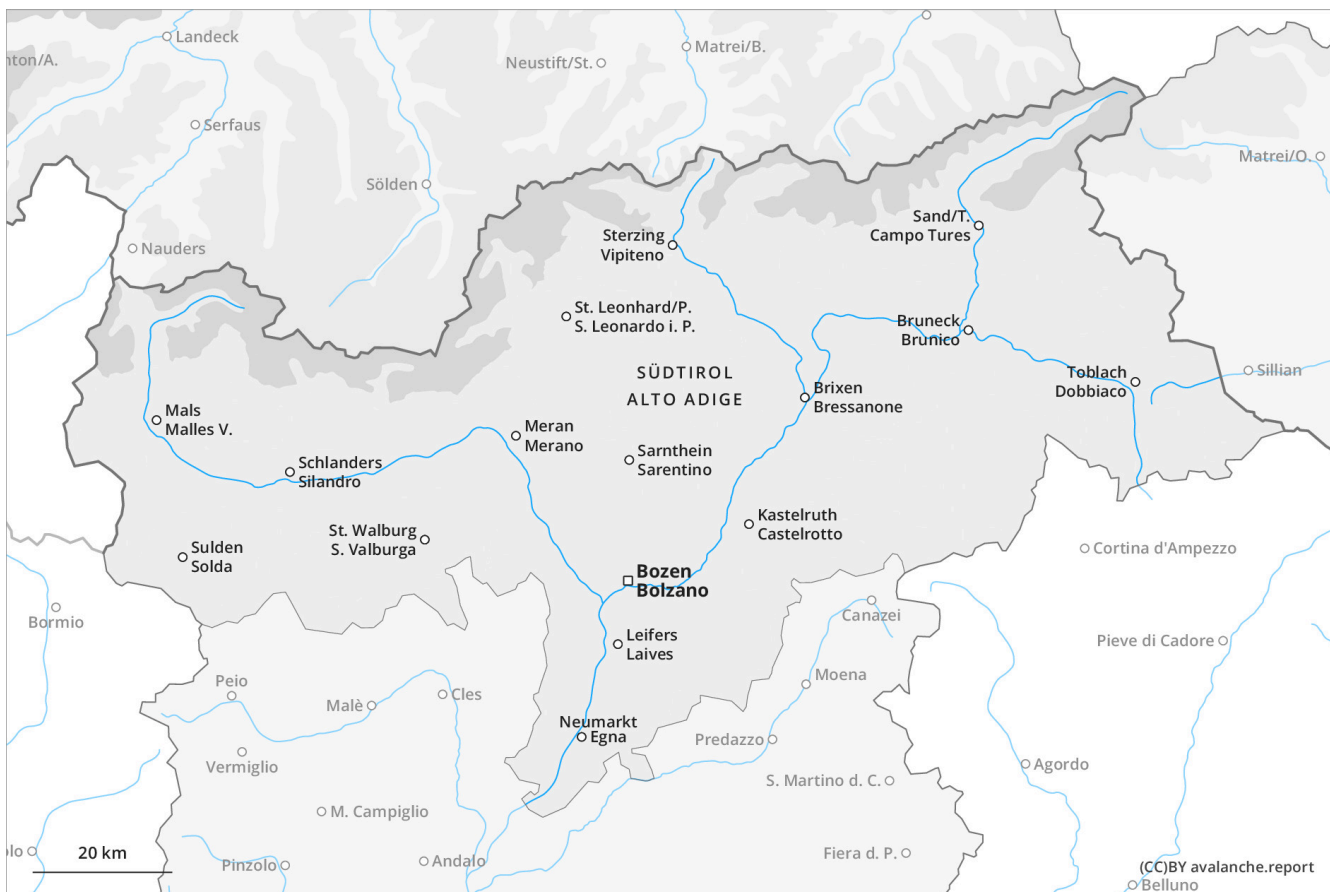 Landeck
nton/A.
Neustift/St.
Matrei/B.
Serfaus
Sölden
Matrei/O.
Nauders
Sand/T.
Campo Tures
Sterzing
Vipiteno
St. Leonhard/P.
S. Leonardo i. P.
Bruneck
Brunico
SÜDTIROL
ALTO ADIGE
Toblach
Dobbiaco
Sillian
Brixen
Bressanone
Mals
Malles V.
Meran
Merano
Schlanders
Silandro
Sarnthein
Sarentino
Kastelruth
Castelrotto
St. Walburg
S. Valburga
Sulden
Solda
Cortina d'Ampezzo
Bozen
Bolzano
Bormio
Canazei
Leifers
Laives
Pieve di Cadore
Peio
Malè
Cles
Moena
Neumarkt
Egna
Predazzo
Vermiglio
Agordo
S. Martino d. C.
M. Campiglio
olo
20 km
Pinzolo
Andalo
Fiera d. P.
(CC)BY avalanche.report
Belluno